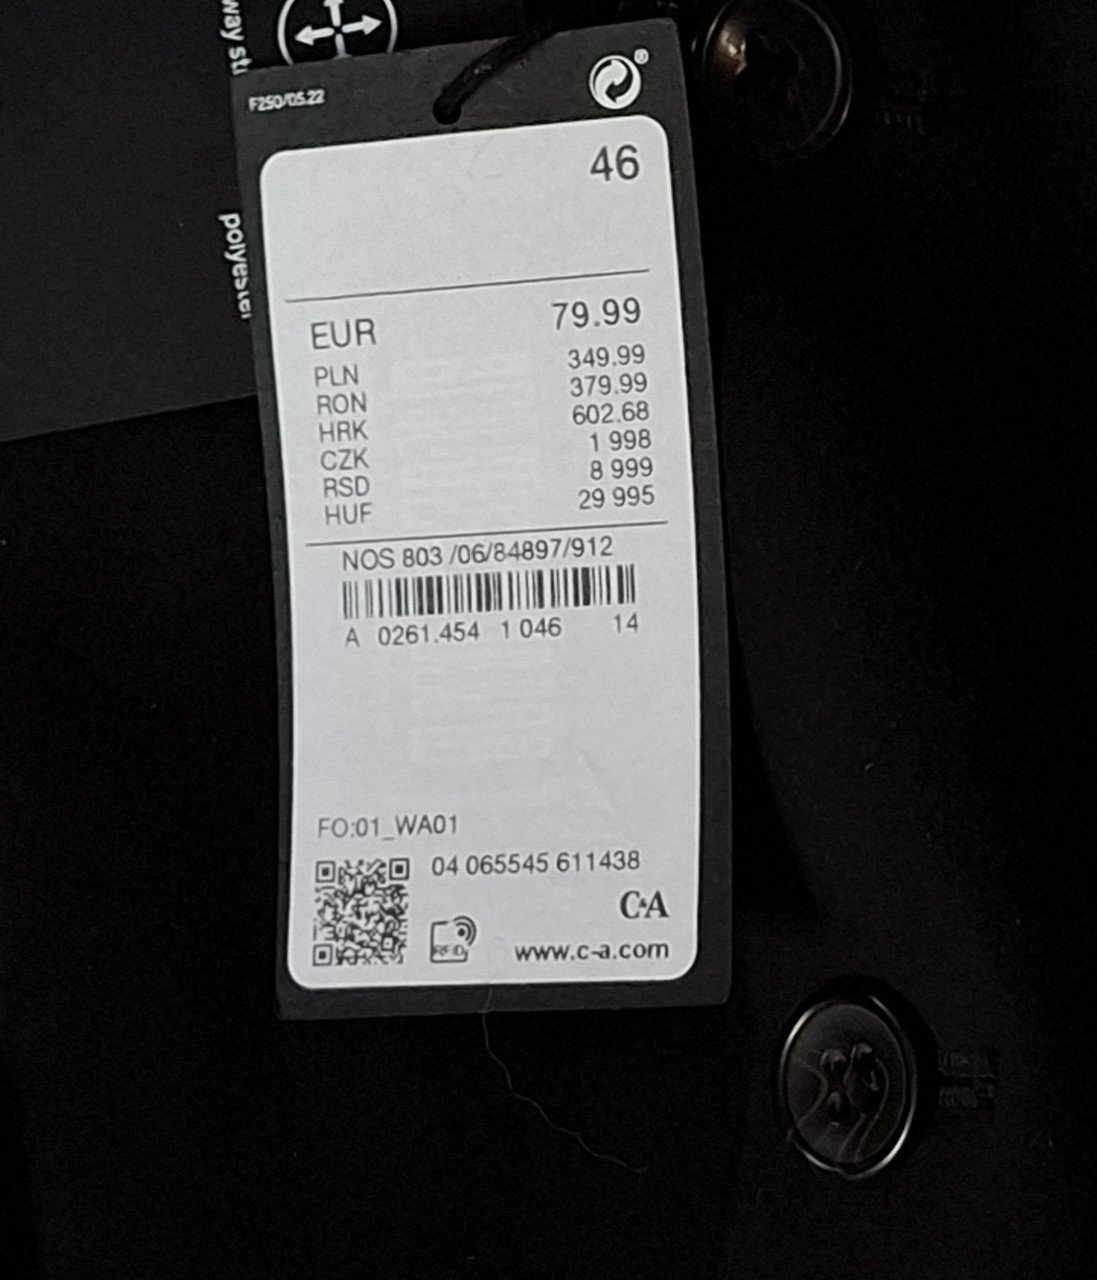 way
F250/05.22
46
polyester
EUR 79.99
PLN 349.99
RON 379.99
HRK 602.68
CZK 1 998
RSD 8 999
HUF 29 995
NOS 803 /06/84897/912
A 0261.454 1 046 14
FO:01_WA01
04 065545 611438
C&A
RFID
www.c-a.com